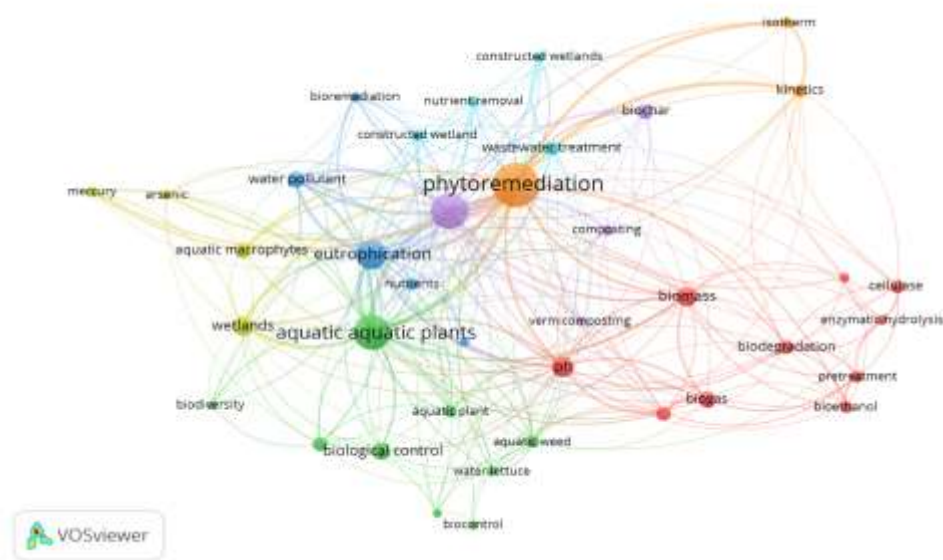 isotherm
constructed wetlands
kinetics
bioremediation
nutrient removal
biochar
constructed wetland
wastewater treatment
water pollutant
phytoremediation
mercury
arsenic
composting
aquatic macrophytes
eutrophication
nutrients
cellulase
biomass
enzymatic hydrolysis
vermicomposting
wetlands
aquatic aquatic plants
biodegradation
ph
pretreatment
biodiversity
aquatic plant
biogas
bioethanol
aquatic weed
biological control
water lettuce
biocontrol
VOSviewer